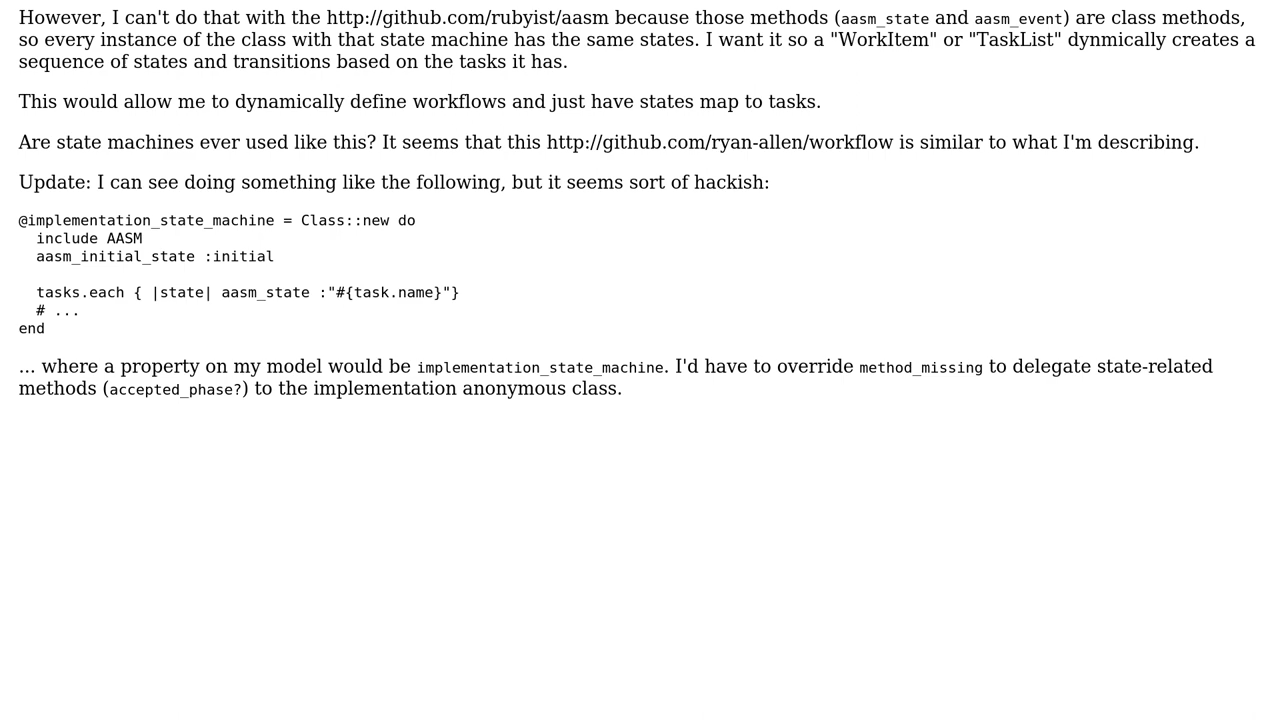 However, I can't do that with the http://github.com/rubyist/aasm because those methods (aasm_state and aasm_event) are class methods,
so every instance of the class with that state machine has the same states. I want it so a "WorkItem" or "TaskList" dynmically creates a
sequence of states and transitions based on the tasks it has.
This would allow me to dynamically define workflows and just have states map to tasks.
Are state machines ever used like this? It seems that this http://github.com/ryan-allen/workflow is similar to what I'm describing.
Update: I can see doing something like the following, but it seems sort of hackish:
@implementation_state_machine = Class::new do
  include AASM
  aasm_initial_state :initial

  tasks.each { |state| aasm_state :"#{task.name}"}
  # ...
end
... where a property on my model would be implementation_state_machine. I'd have to override method_missing to delegate state-related
methods (accepted_phase?) to the implementation anonymous class.